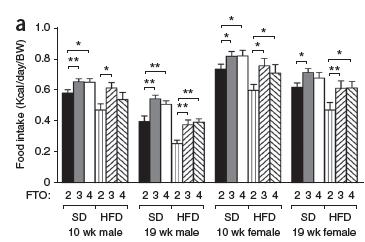 a
Food intake (Kcal/day/BW)
1.0
0.8
0.6
0.4
0.2
0
** * * ** ** ** ** * * * * * ** *
FTO: 2 3 4 2 3 4 2 3 4 2 3 4 2 3 4 2 3 4 2 3 4 2 3 4
SD HFD SD HFD SD HFD SD HFD
10 wk male 19 wk male 10 wk female 19 wk female